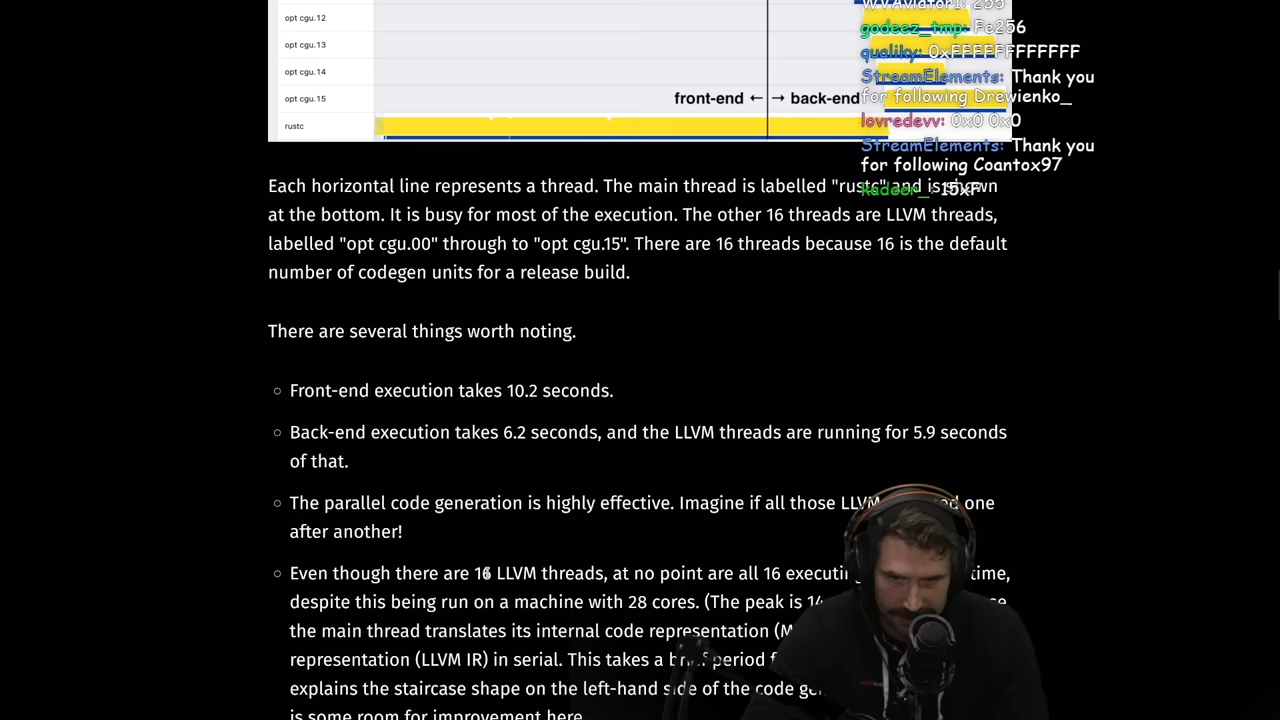 opt cgu.12
opt cgu.13
opt cgu.14
opt cgu.15
front-end ← → back-end
rustc
255
godeez_tmp: Fe256
qualiky: 0xFFFFFFFFFFFF
StreamElements: Thank you
for following Drewienko_
lovredevv: 0x0 0x0
StreamElements: Thank you
for following Coantox97
kadeer_: 15xF
Each horizontal line represents a thread. The main thread is labelled "rustc" and is shown
at the bottom. It is busy for most of the execution. The other 16 threads are LLVM threads,
labelled "opt cgu.00" through to "opt cgu.15". There are 16 threads because 16 is the default
number of codegen units for a release build.
There are several things worth noting.
Front-end execution takes 10.2 seconds.
Back-end execution takes 6.2 seconds, and the LLVM threads are running for 5.9 seconds
of that.
The parallel code generation is highly effective. Imagine if all those LLVM one
after another!
Even though there are 16 LLVM threads, at no point are all 16 time,
despite this being run on a machine with 28 cores. (The peak is
the main thread translates its internal code representation
representation (LLVM IR) in serial. This takes a brief period
explains the staircase shape on the left-hand side of the code
is some room for improvement here.